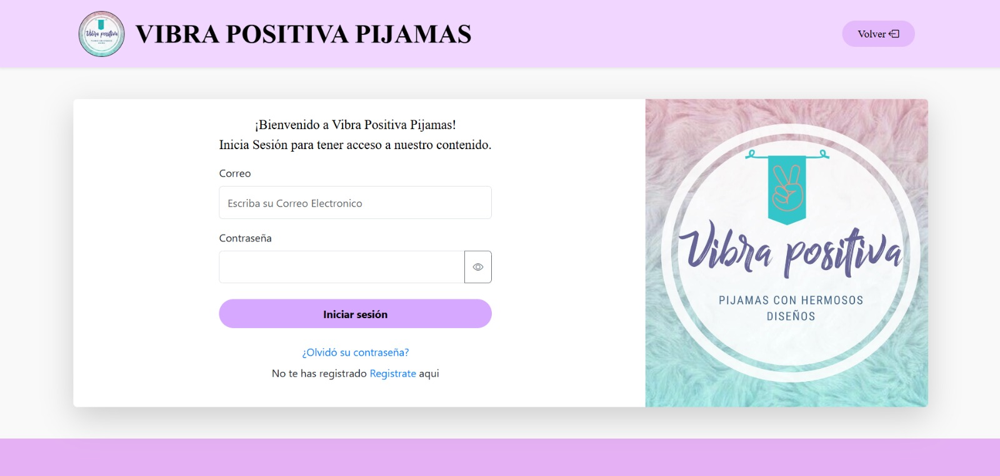 Vibra positiva
VIBRA POSITIVA PIJAMAS
Volver
¡Bienvenido a Vibra Positiva Pijamas!
Inicia Sesión para tener acceso a nuestro contenido.
Correo
Escriba su Correo Electronico
Contraseña
Iniciar sesión
¿Olvidó su contraseña?
No te has registrado Registrate aqui
Vibra positiva
PIJAMAS CON HERMOSOS
DISEÑOS